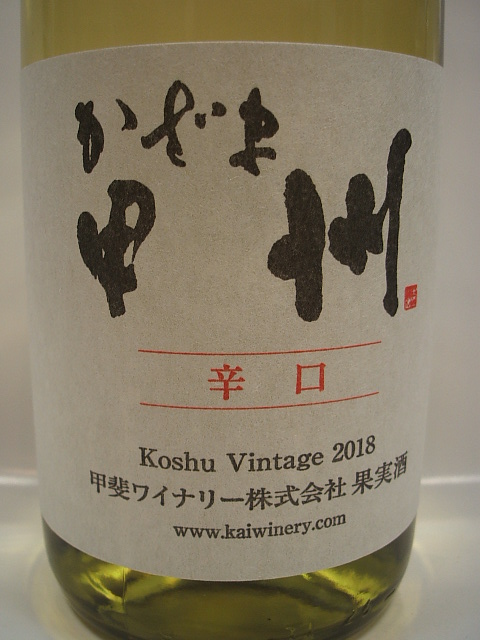 かざま
甲州
辛口
Koshu Vintage 2018
甲斐ワイナリー株式会社 果実酒
www.kaiwinery.com